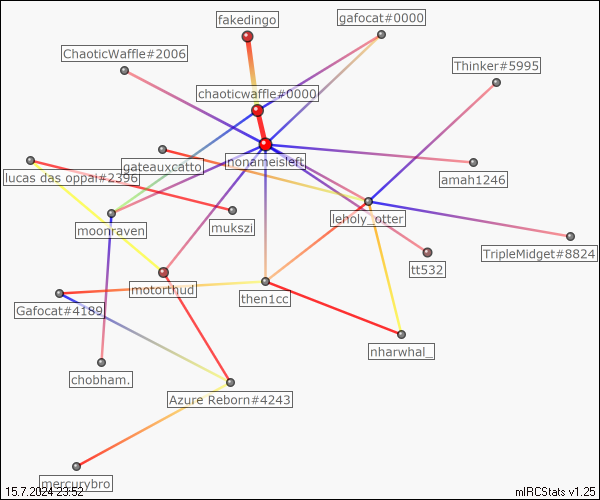 fakedingo
gafocat#0000
ChaoticWaffle#2006
Thinker#5995
chaoticwaffle#0000
gateauxcatto
nonameisleft
lucas das oppai#2396
amah1246
leholy_otter
moonraven
mukszi
TripleMidget#8824
tt532
motorthud
then1cc
Gafocat#4189
nharwhal_
chobham.
Azure Reborn#4243
mercurybro
15.7.2024 23:52
mIRCStats v1.25